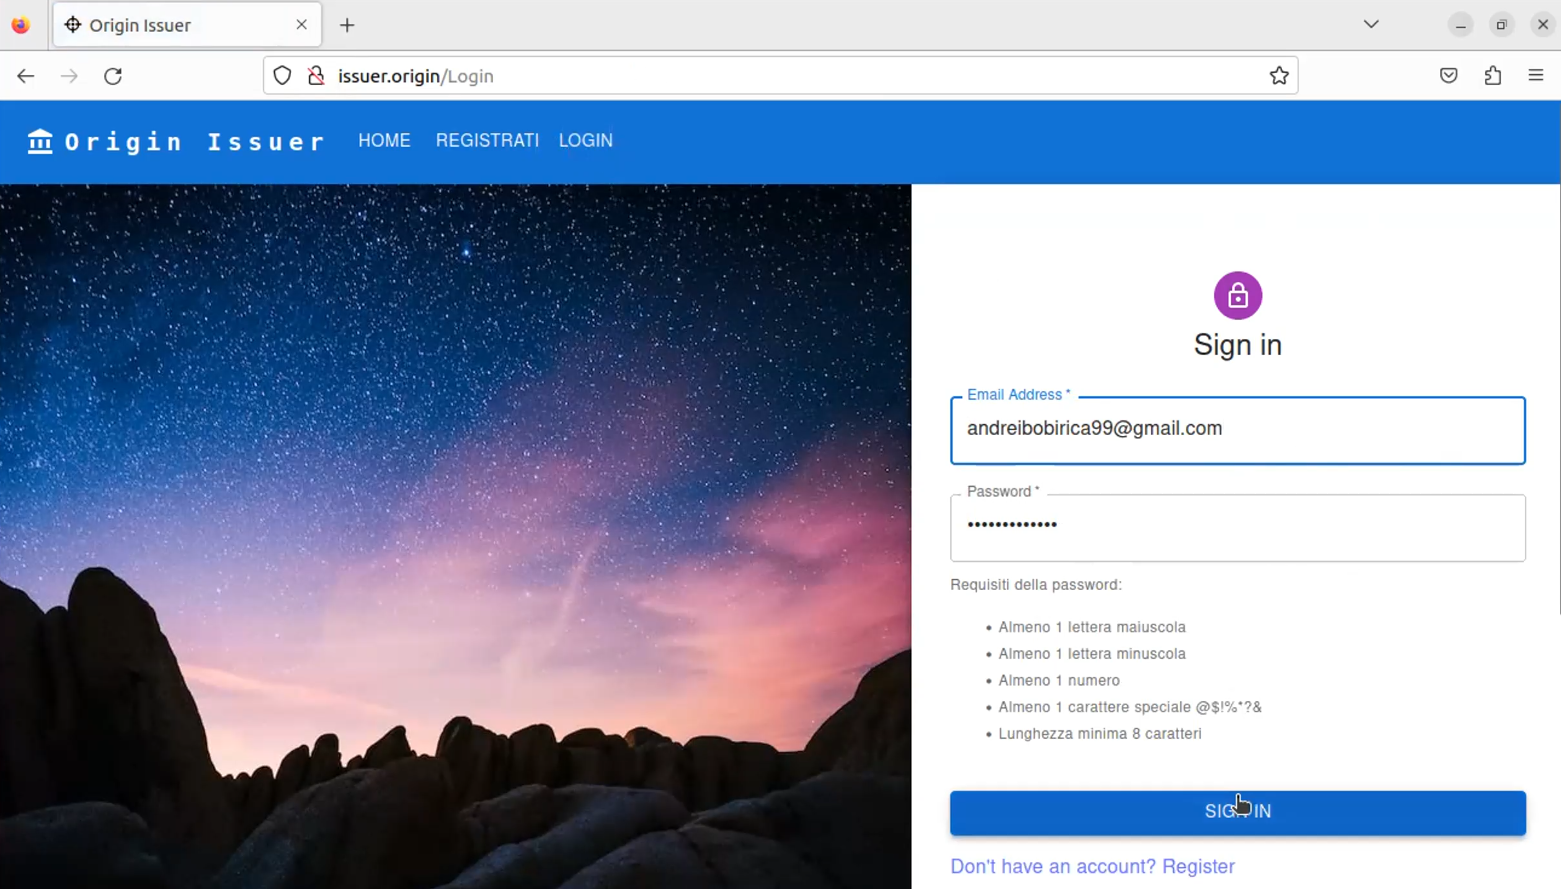 Origin Issuer
issuer.origin/Login
Origin Issuer
HOME REGISTRATI LOGIN
Sign in
Email Address *
andreibobirica99@gmail.com
Password *
•••••••••••••
Requisiti della password:
• Almeno 1 lettera maiuscola
• Almeno 1 lettera minuscola
• Almeno 1 numero
• Almeno 1 carattere speciale @$!%*?&
• Lunghezza minima 8 caratteri
SIGN IN
Don't have an account? Register